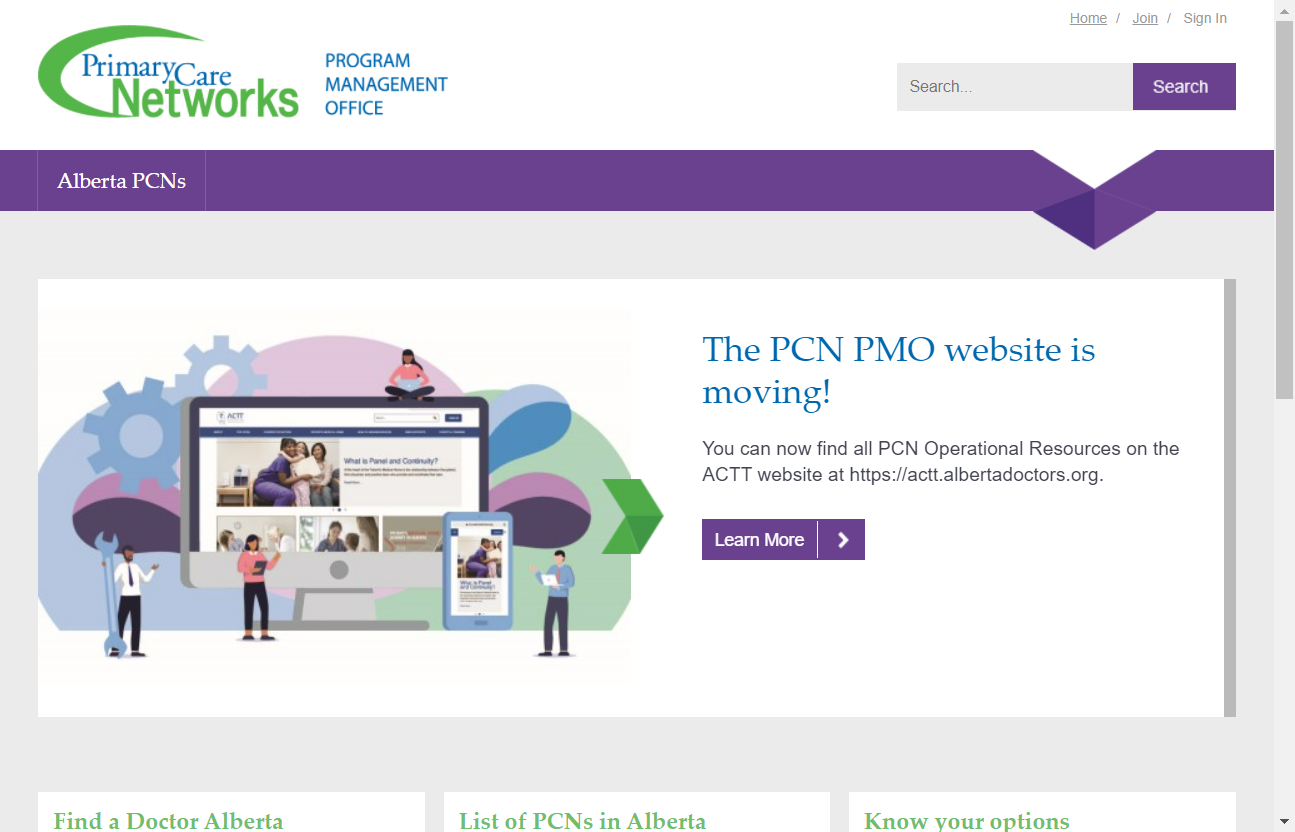 Home / Join / Sign In
PrimaryCare
Networks
PROGRAM
MANAGEMENT
OFFICE
Search...
Search
Alberta PCNs
ACTT
What is Panel and Continuity?
The PCN PMO website is
moving!
You can now find all PCN Operational Resources on the
ACTT website at https://actt.albertadoctors.org.
Learn More
What is Panel
and Continuity?
Find a Doctor Alberta
List of PCNs in Alberta
Know your options